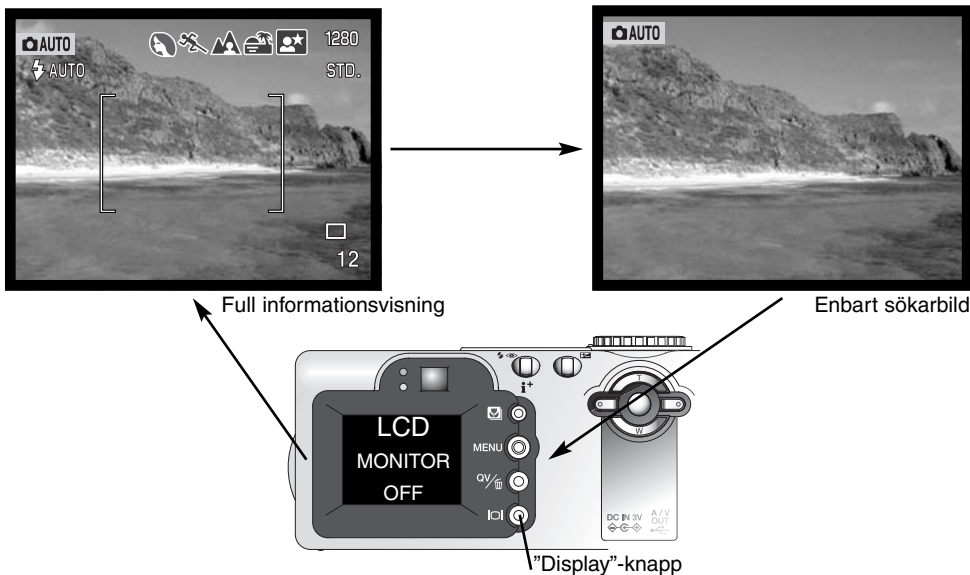 AUTO
1280
AUTO
STD.
12
AUTO
Full informationsvisning
Enbart sökarbild
i+
LCD
MONITOR
OFF
MENU
QV/
T
W
DC IN 3V
A / V
OUT
”Display”-knapp